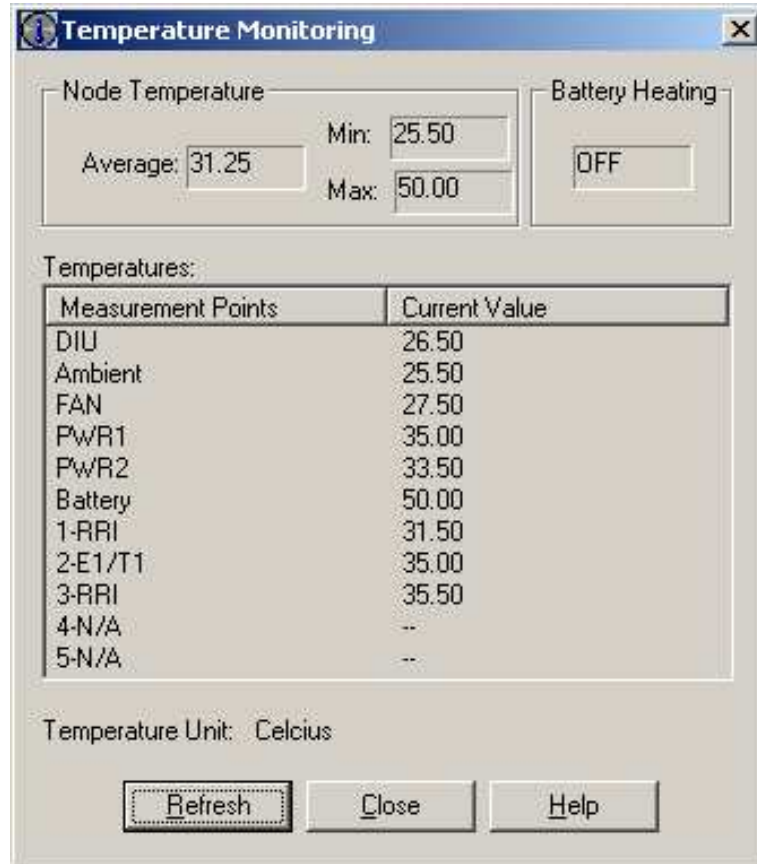 Temperature Monitoring
Node Temperature
Battery Heating
Min: 25.50
Average: 31.25
OFF
Max: 50.00
Temperatures:
Measurement Points Current Value
DIU 26.50
Ambient 25.50
FAN 27.50
PWR1 35.00
PWR2 33.50
Battery 50.00
1-RRI 31.50
2-E1/T1 35.00
3-RRI 35.50
4-N/A --
5-N/A --
Temperature Unit: Celcius
Refresh Close Help